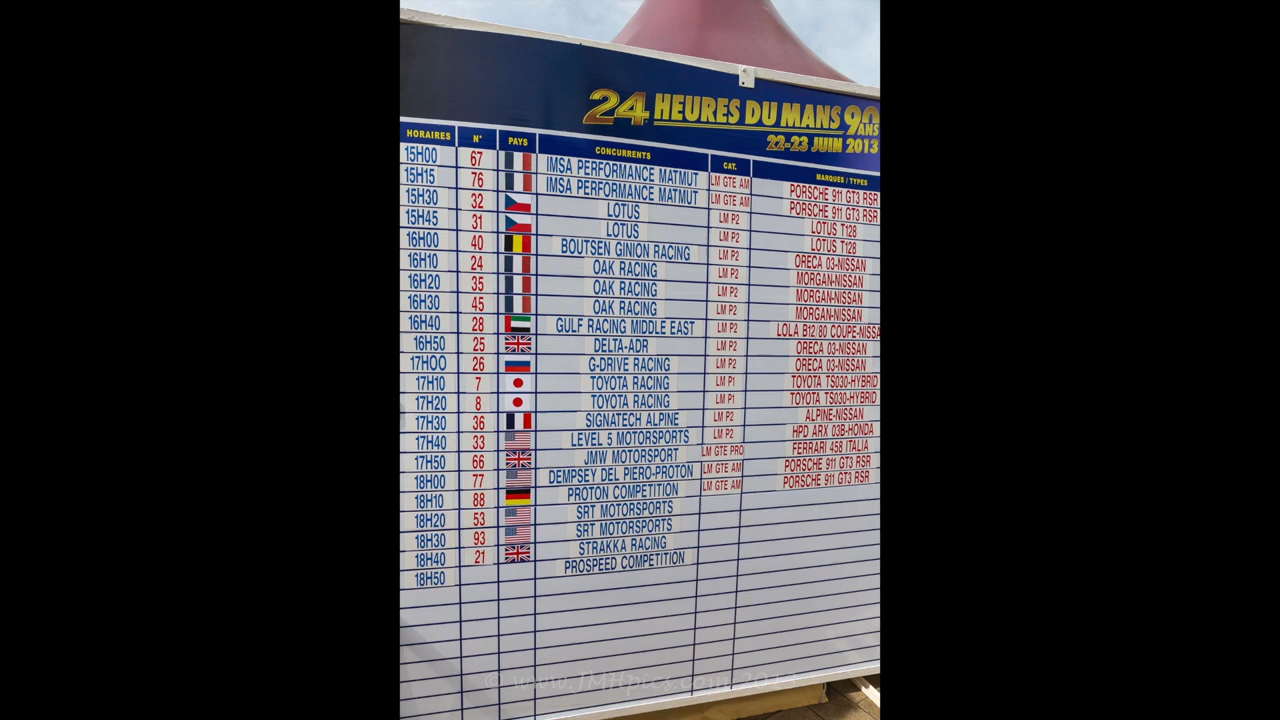 24 HEURES DU MANS 90 ANS
22-23 JUIN 2013
HORAIRES N° PAYS CONCURRENTS CAT. MARQUES / TYPES
15H00 67 IMSA PERFORMANCE MATMUT LM GTE AM PORSCHE 911 GT3 RSR
15H15 76 IMSA PERFORMANCE MATMUT LM GTE AM PORSCHE 911 GT3 RSR
15H30 32 LOTUS LM P2 LOTUS T128
15H45 31 LOTUS LM P2 LOTUS T128
16H00 40 BOUTSEN GINION RACING LM P2 ORECA 03-NISSAN
16H10 24 OAK RACING LM P2 MORGAN-NISSAN
16H20 35 OAK RACING LM P2 MORGAN-NISSAN
16H30 45 OAK RACING LM P2 MORGAN-NISSAN
16H40 28 GULF RACING MIDDLE EAST LM P2 LOLA B12/80 COUPE-NISSA
16H50 25 DELTA-ADR LM P2 ORECA 03-NISSAN
17HOO 26 G-DRIVE RACING LM P2 ORECA 03-NISSAN
17H10 7 TOYOTA RACING LM P1 TOYOTA TS030-HYBRID
17H20 8 TOYOTA RACING LM P1 TOYOTA TS030-HYBRID
17H30 36 SIGNATECH ALPINE LM P2 ALPINE-NISSAN
17H40 33 LEVEL 5 MOTORSPORTS LM P2 HPD ARX 03B-HONDA
17H50 66 JMW MOTORSPORT LM GTE PRO FERRARI 458 ITALIA
18H00 77 DEMPSEY DEL PIERO-PROTON LM GTE AM PORSCHE 911 GT3 RSR
18H10 88 PROTON COMPETITION LM GTE AM PORSCHE 911 GT3 RSR
18H20 53 SRT MOTORSPORTS
18H30 93 SRT MOTORSPORTS
18H40 21 STRAKKA RACING
18H50 PROSPEED COMPETITION
© www.JMHpics.com 2013